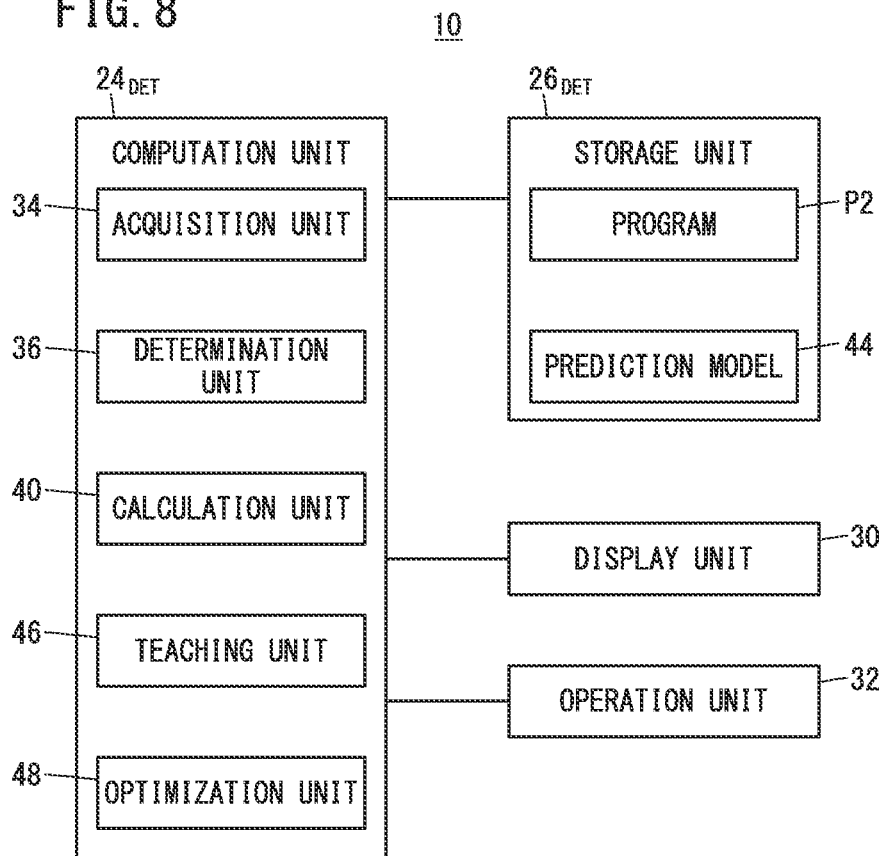 FIG. 8
10
24DET
26DET
COMPUTATION UNIT
STORAGE UNIT
34
ACQUISITION UNIT
PROGRAM
P2
36
DETERMINATION
UNIT
PREDICTION MODEL
44
40
CALCULATION UNIT
DISPLAY UNIT
30
46
TEACHING UNIT
OPERATION UNIT
32
48
OPTIMIZATION UNIT